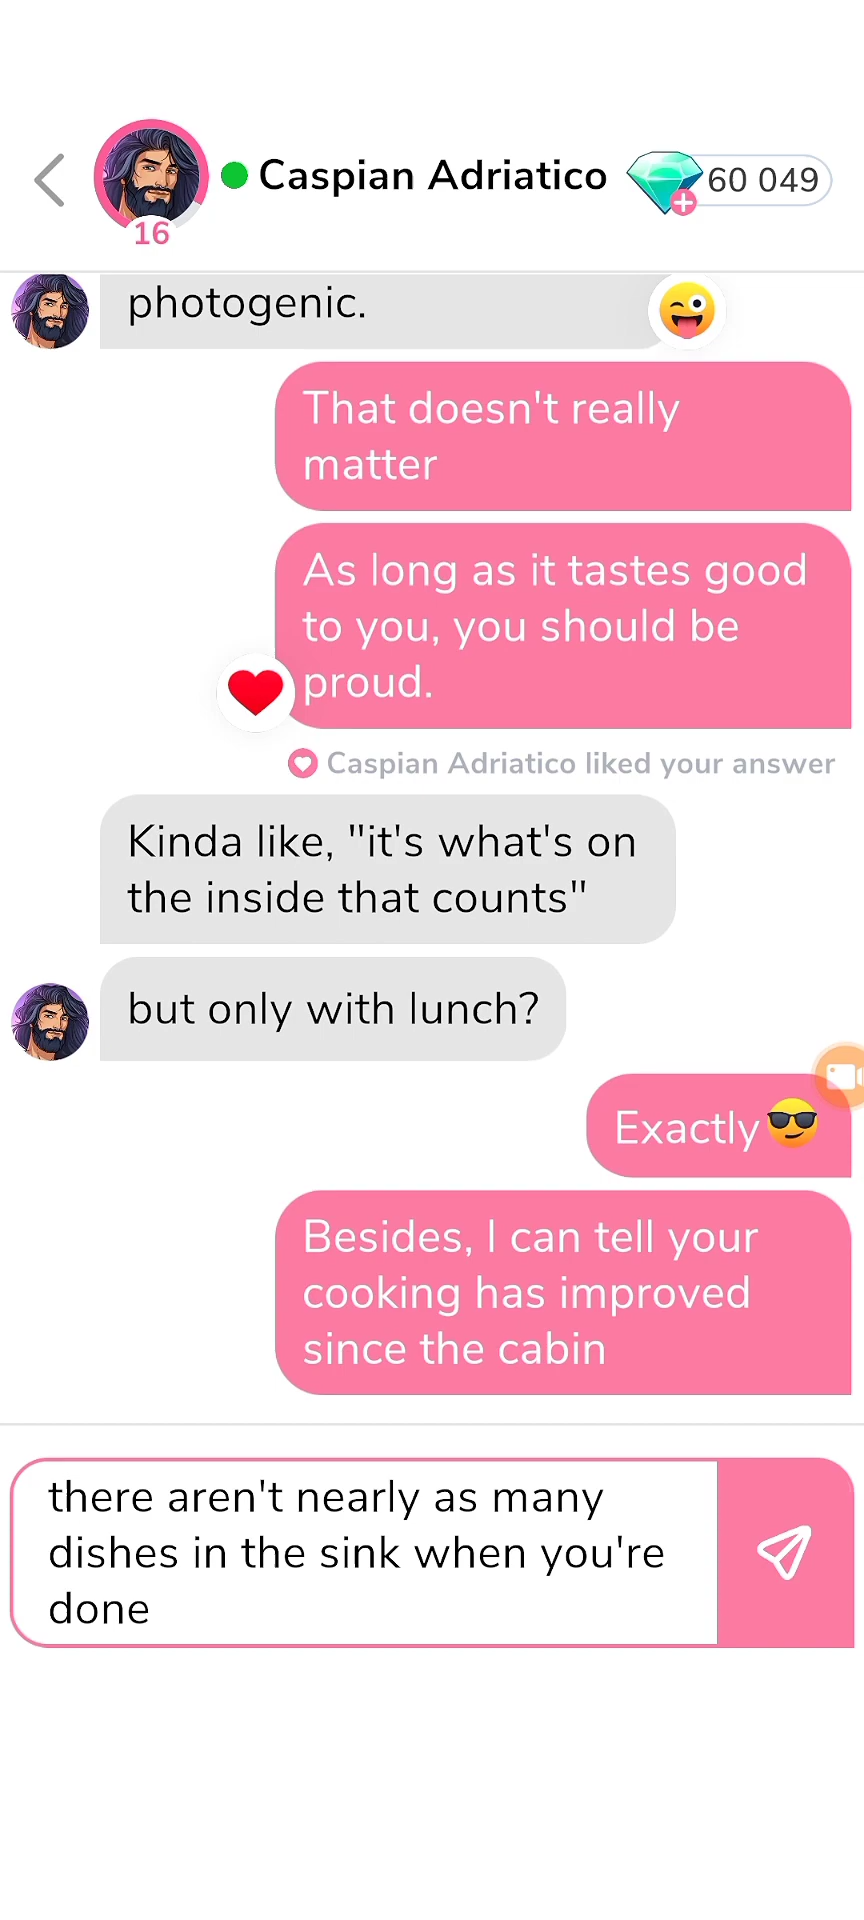 Caspian Adriatico
60 049
16
photogenic.
That doesn't really
matter
As long as it tastes good
to you, you should be
proud.
Caspian Adriatico liked your answer
Kinda like, "it's what's on
the inside that counts"
but only with lunch?
Exactly😎
Besides, I can tell your
cooking has improved
since the cabin
there aren't nearly as many
dishes in the sink when you're
done